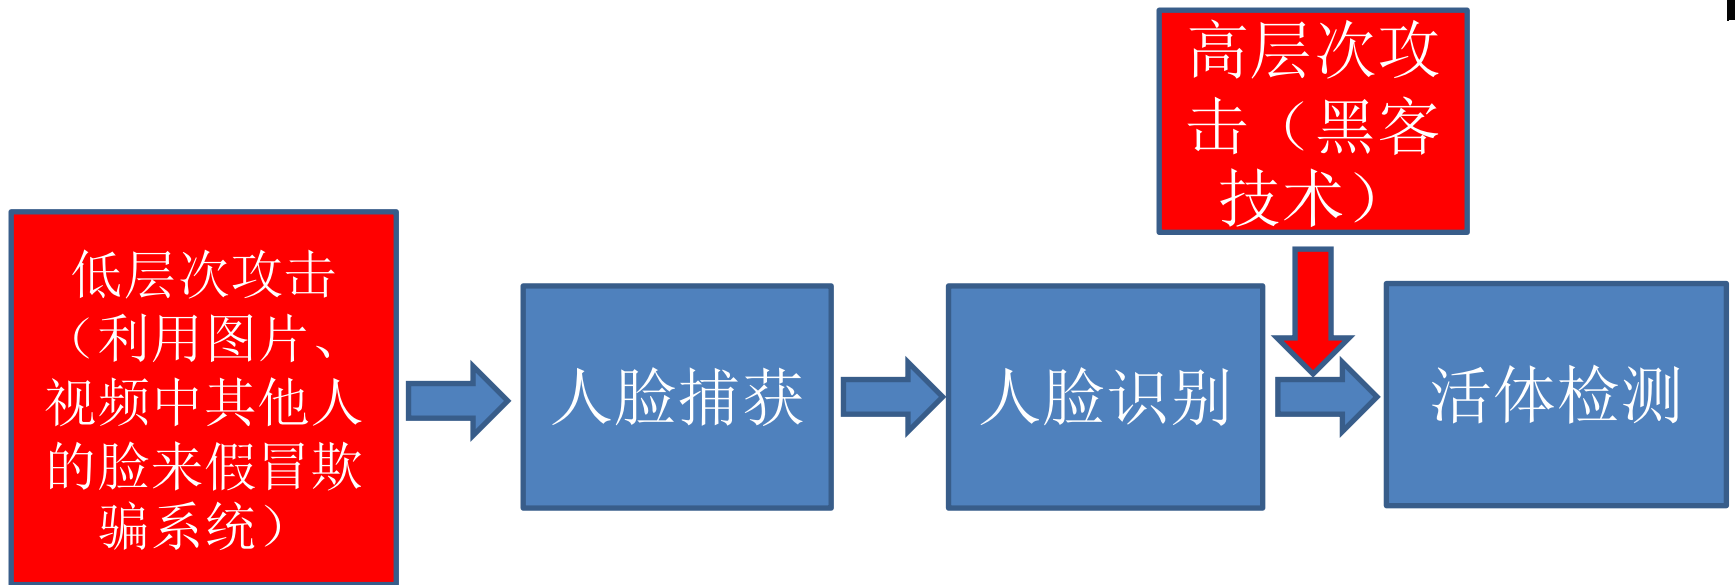 高层次攻
击（黑客
技术）
低层次攻击
（利用图片、
视频中其他人
的脸来假冒欺
骗系统）
人脸捕获
人脸识别
活体检测